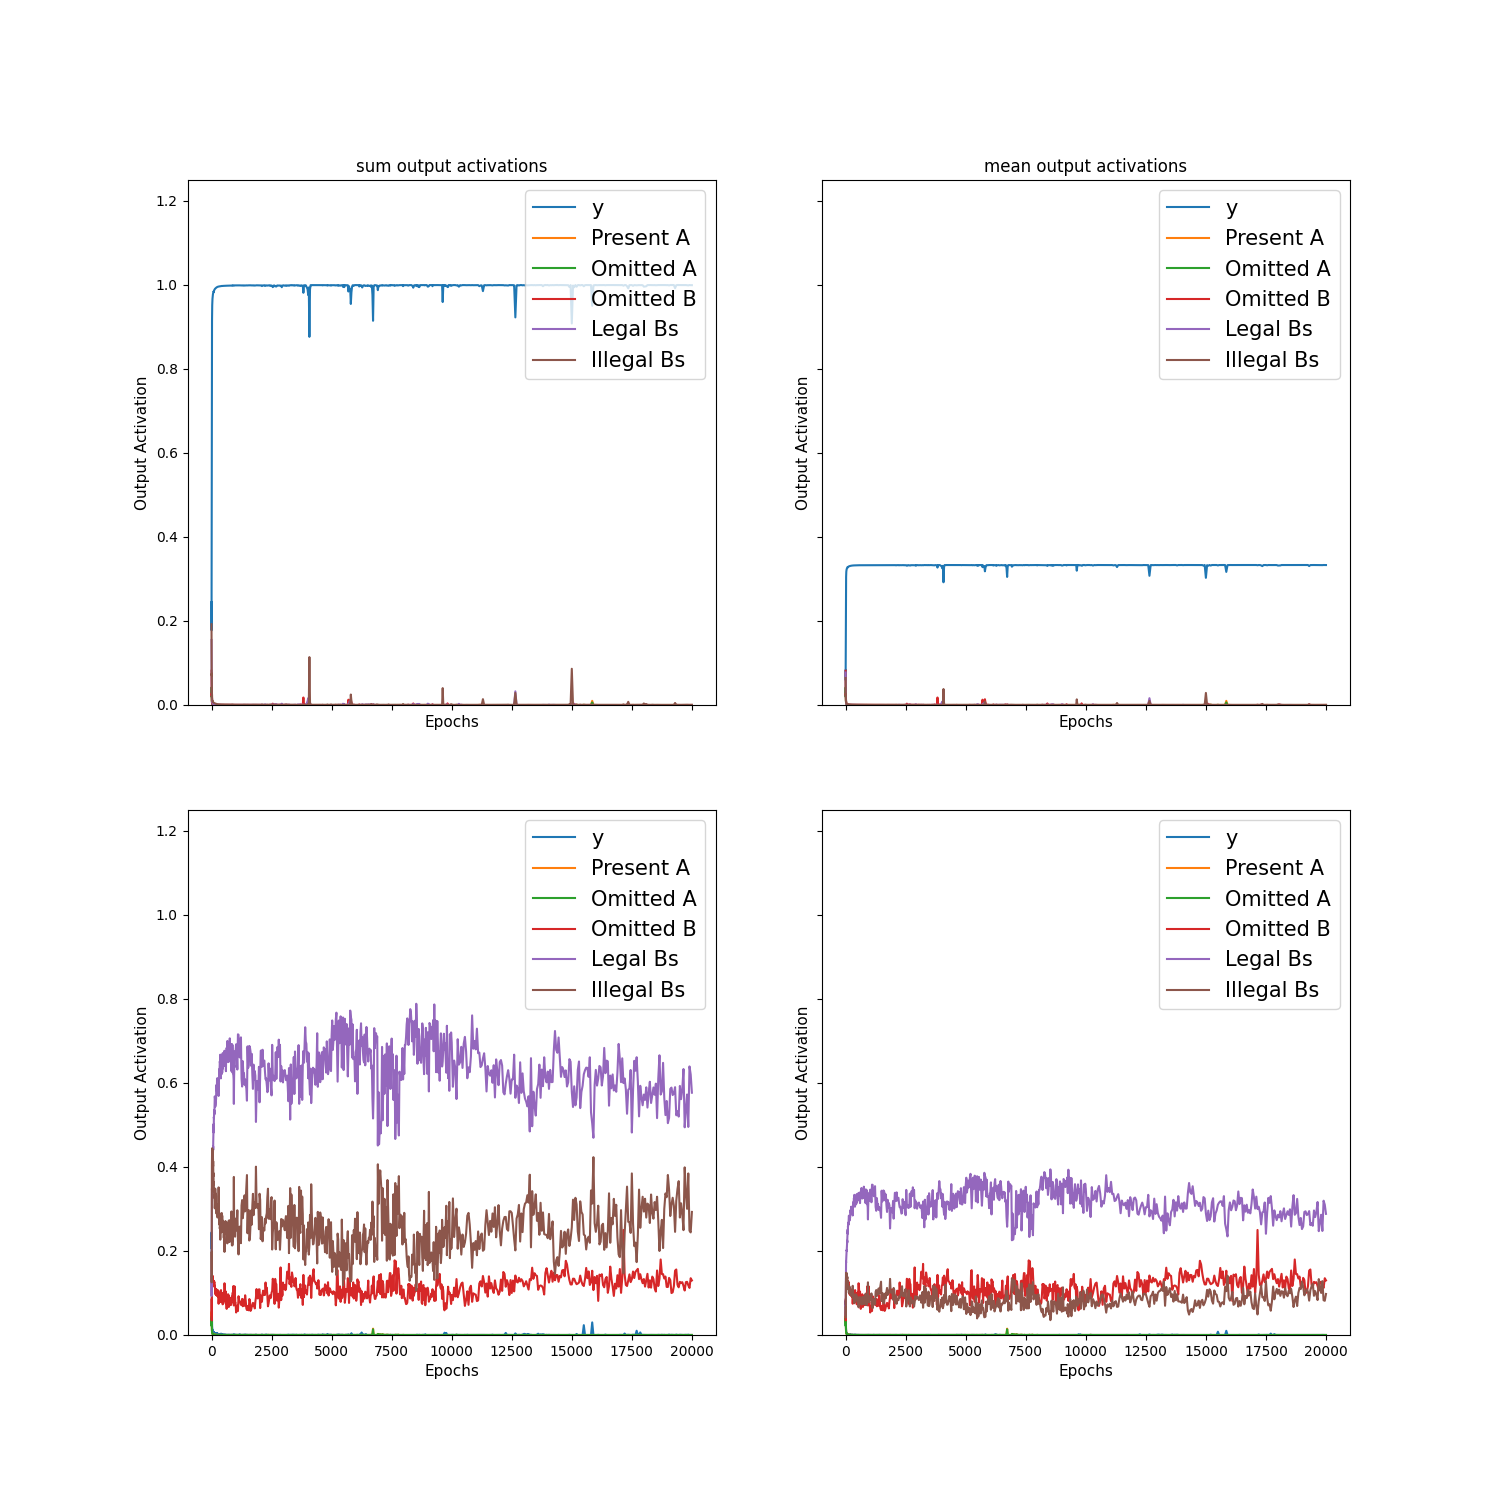 sum output activations
mean output activations
1.2
1.0
0.8
0.6
0.4
0.2
0.0
Output Activation
Epochs
y
Present A
Omitted A
Omitted B
Legal Bs
Illegal Bs
Output Activation
Epochs
y
Present A
Omitted A
Omitted B
Legal Bs
Illegal Bs
1.2
1.0
0.8
0.6
0.4
0.2
0.0
Output Activation
y
Present A
Omitted A
Omitted B
Legal Bs
Illegal Bs
0 2500 5000 7500 10000 12500 15000 17500 20000
Epochs
Output Activation
y
Present A
Omitted A
Omitted B
Legal Bs
Illegal Bs
0 2500 5000 7500 10000 12500 15000 17500 20000
Epochs